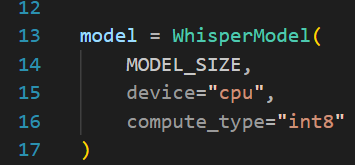 12
13 model = WhisperModel(
14     MODEL_SIZE,
15     device="cpu",
16     compute_type="int8"
17 )